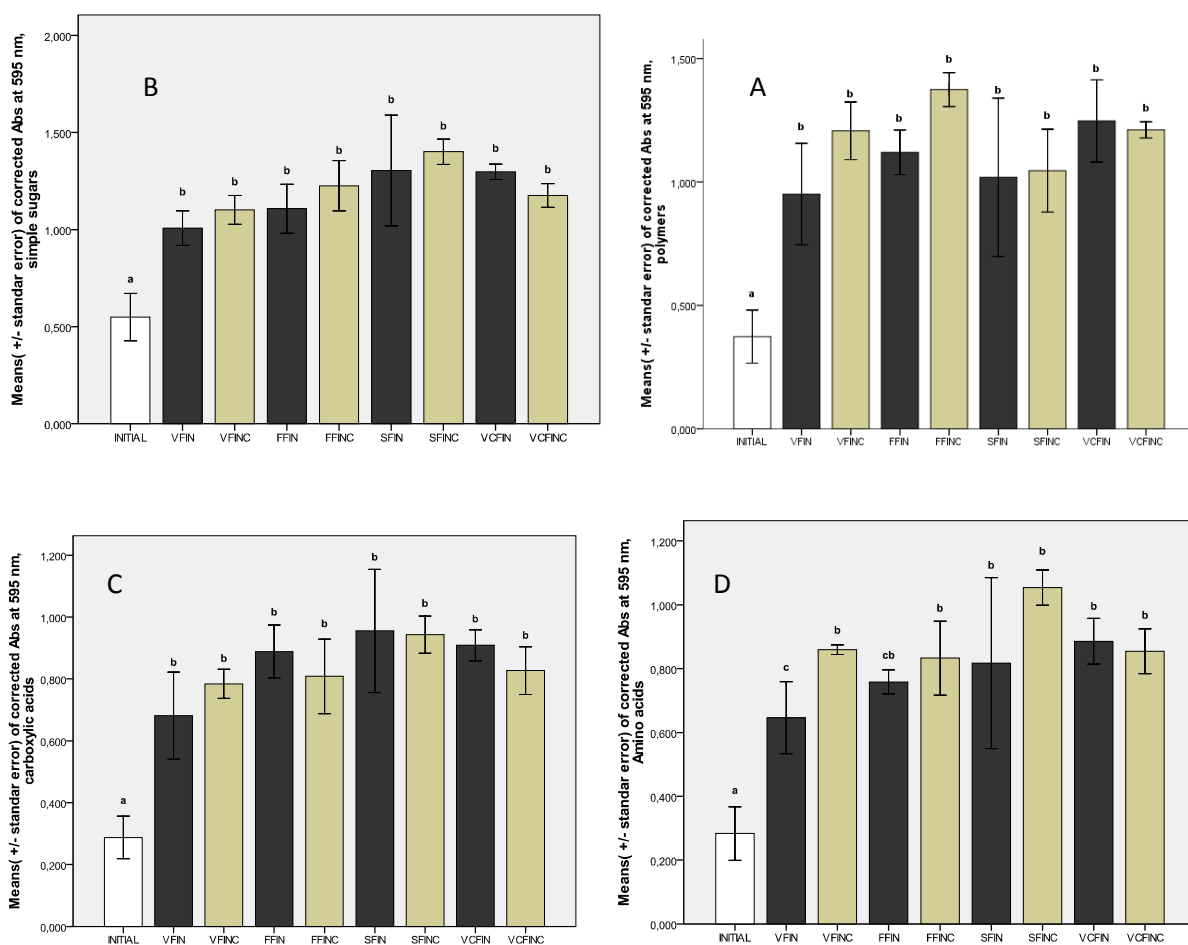 Means( +/- standar error) of corrected Abs at 595 nm,
simple sugars
2,000
1,500
1,000
0,500
0,000
B
a
b
b
b
b
b
b
b
b
INITIAL VFIN VFINC FFIN FFINC SFIN SFINC VCFIN VCFINC
Means( +/- standar error) of corrected Abs at 595 nm,
polymers
1,500
1,000
0,500
0,000
A
a
b
b
b
b
b
b
b
b
INITIAL VFIN VFINC FFIN FFINC SFIN SFINC VCFIN VCFINC
Means( +/- standar error) of corrected Abs at 595 nm,
carboxylic acids
1,200
1,000
0,800
0,600
0,400
0,200
0,000
C
a
b
b
b
b
b
b
b
b
INITIAL VFIN VFINC FFIN FFINC SFIN SFINC VCFIN VCFINC
Means( +/- standar error) of corrected Abs at 595 nm,
Amino acids
1,200
1,000
0,800
0,600
0,400
0,200
0,000
D
a
c
b
cb
b
b
b
b
b
INITIAL VFIN VFINC FFIN FFINC SFIN SFINC VCFIN VCFINC